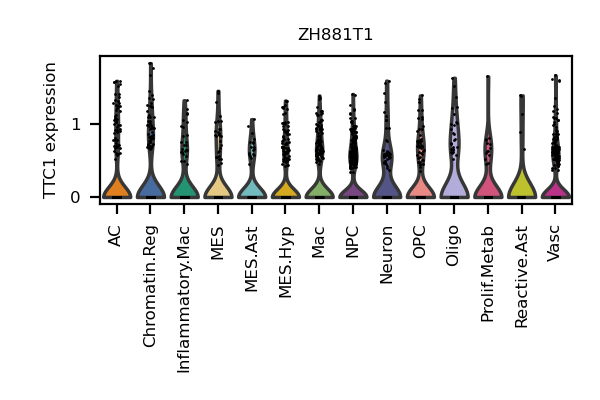 ZH881T1
TTC1 expression
1
0
AC
Chromatin.Reg
Inflammatory.Mac
MES
MES.Ast
MES.Hyp
Mac
NPC
Neuron
OPC
Oligo
Prolif.Metab
Reactive.Ast
Vasc